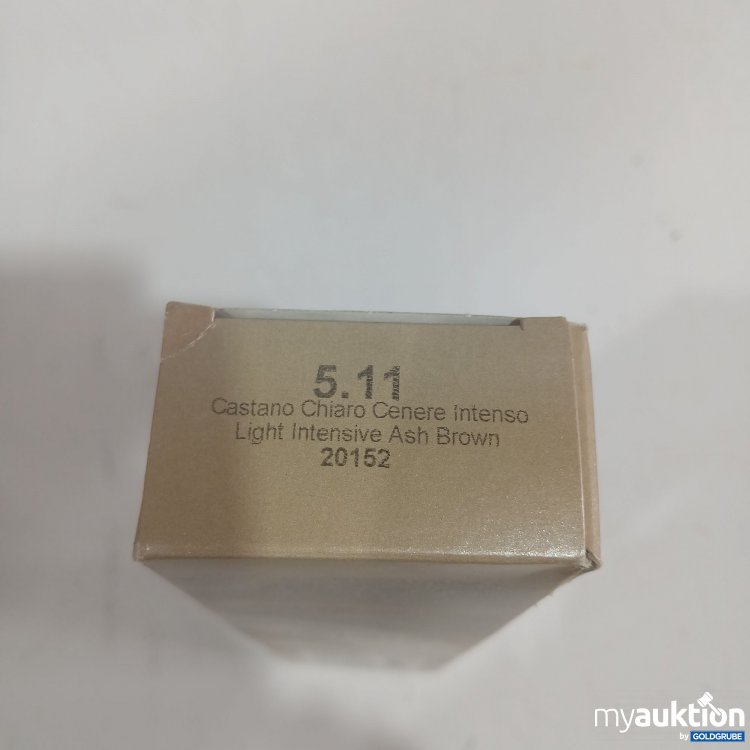 5.11
Castano Chiaro Cenere Intenso
Light Intensive Ash Brown
20152
myauktion
by GOLDGRUBE